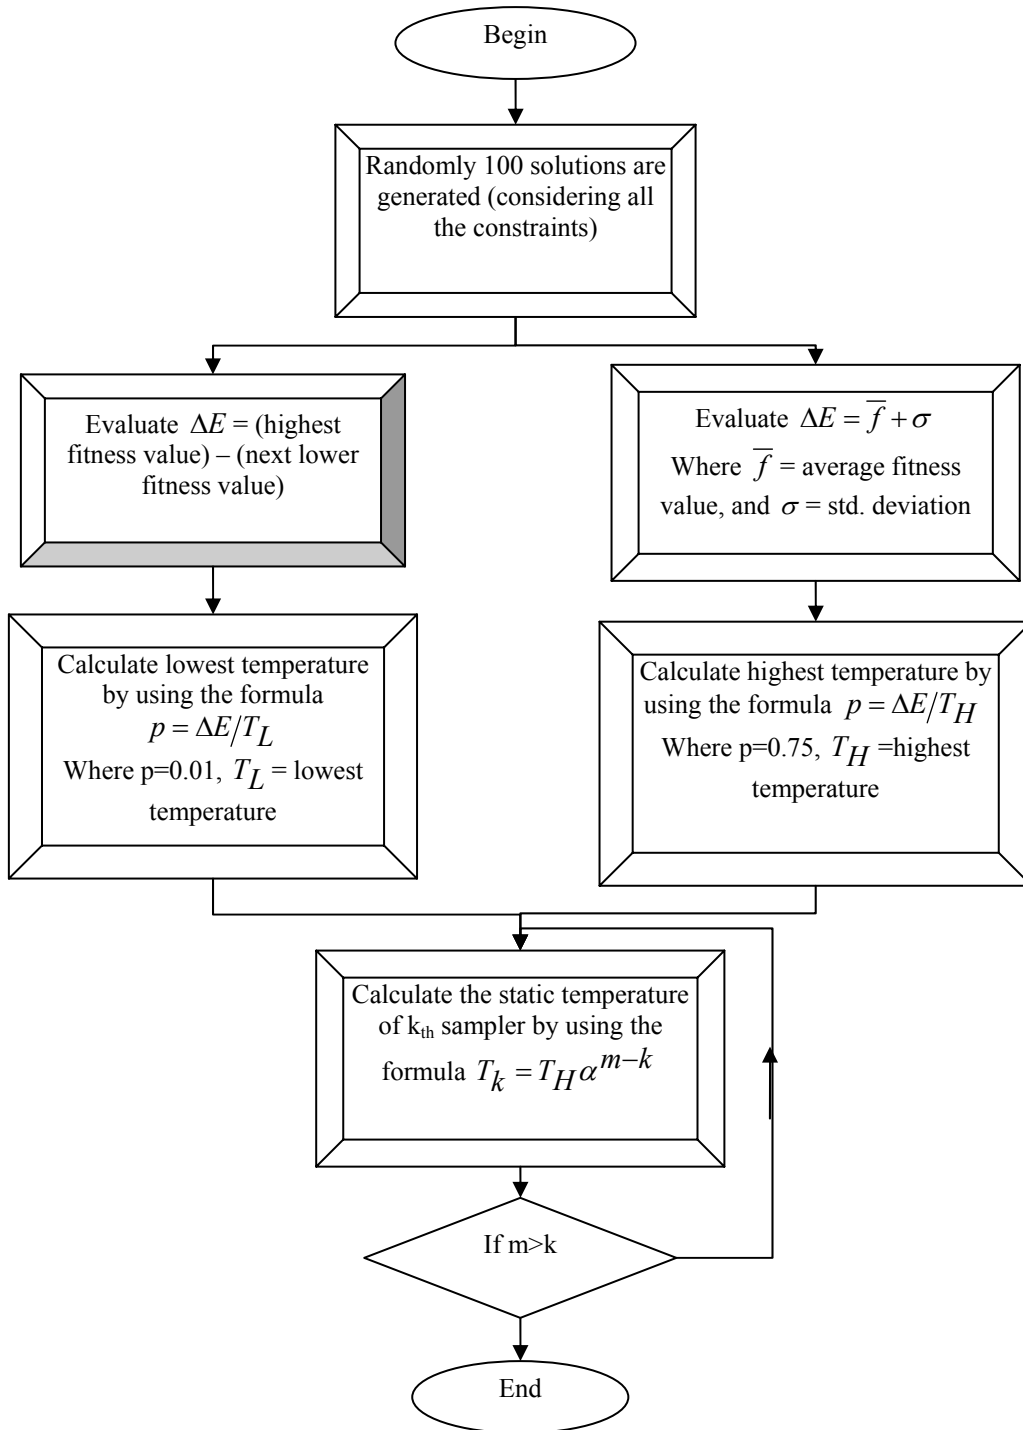 Begin
Randomly 100 solutions are
generated (considering all
the constraints)
Evaluate ΔE = (highest
fitness value) – (next lower
fitness value)
Evaluate ΔE = f̅ + σ
Where f̅ = average fitness
value, and σ = std. deviation
Calculate lowest temperature
by using the formula
p = ΔE/T_L
Where p=0.01, T_L = lowest
temperature
Calculate highest temperature by
using the formula p = ΔE/T_H
Where p=0.75, T_H =highest
temperature
Calculate the static temperature
of k_th sampler by using the
formula T_k = T_H α^{m−k}
If m>k
End